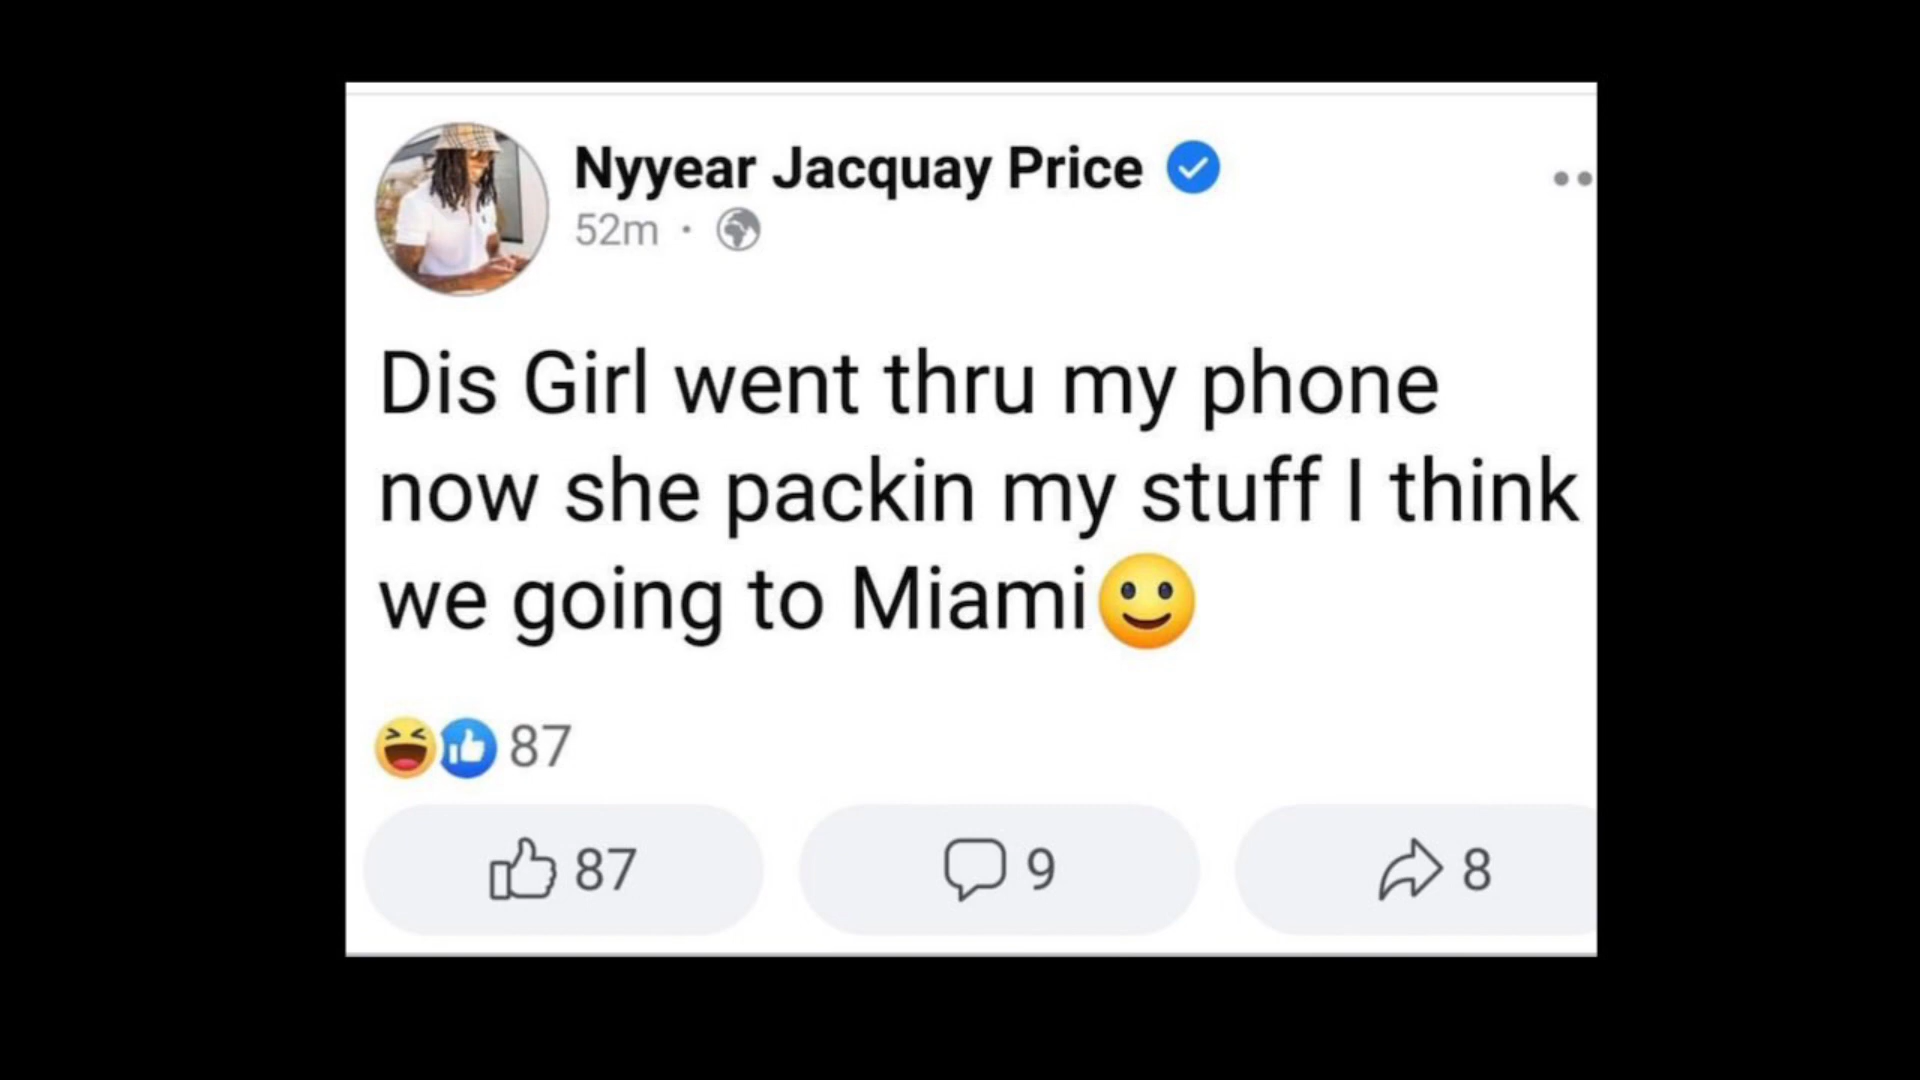 Nyyear Jacquay Price
52m ·
Dis Girl went thru my phone
now she packin my stuff I think
we going to Miami🙂
87
87 9 8